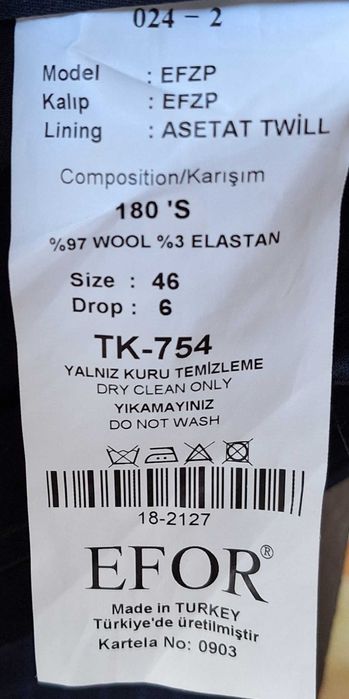 024 - 2
Model : EFZP
Kalıp : EFZP
Lining : ASETAT TWILL
Composition/Karışım
180 'S
%97 WOOL %3 ELASTAN
Size : 46
Drop : 6
TK-754
YALNIZ KURU TEMİZLEME
DRY CLEAN ONLY
YIKAMAYINIZ
DO NOT WASH
18-2127
EFOR®
Made in TURKEY
Türkiye'de üretilmiştir
Kartela No: 0903